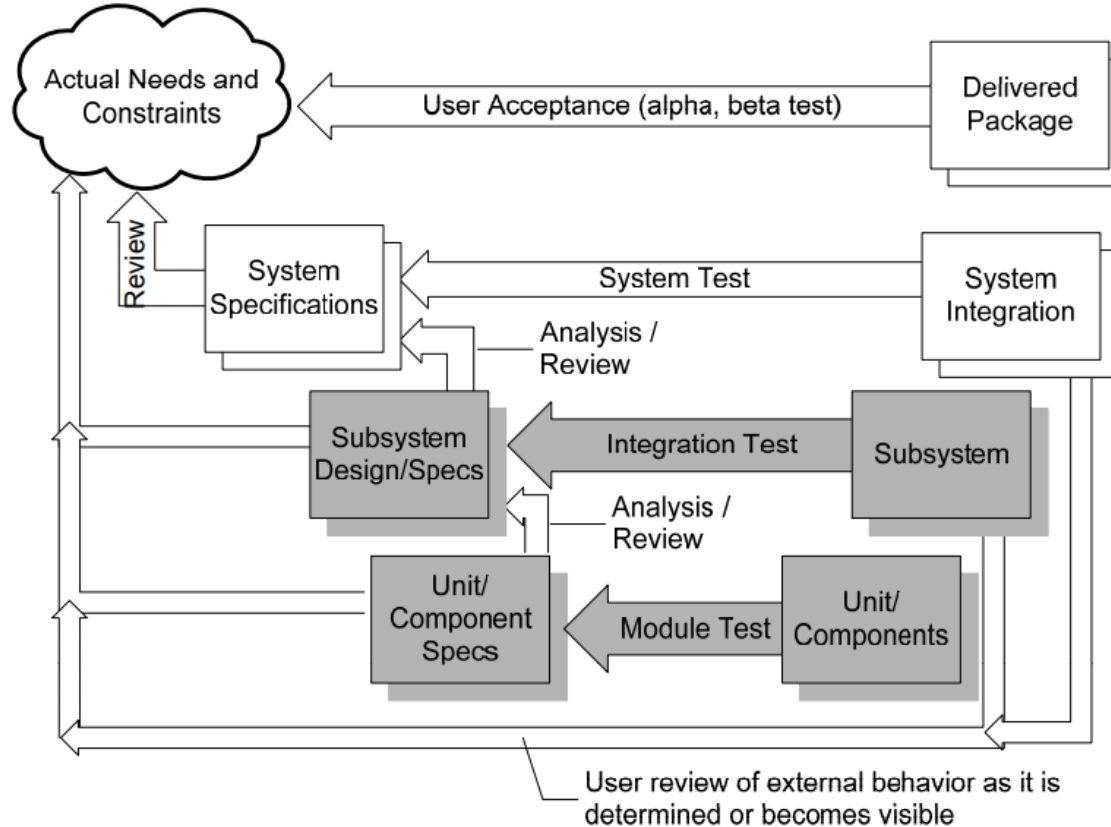 Actual Needs and
Constraints
User Acceptance (alpha, beta test)
Delivered
Package
Review
System
Specifications
System Test
System
Integration
Analysis /
Review
Subsystem
Design/Specs
Integration Test
Subsystem
Analysis /
Review
Unit/
Component
Specs
Module Test
Unit/
Components
User review of external behavior as it is
determined or becomes visible